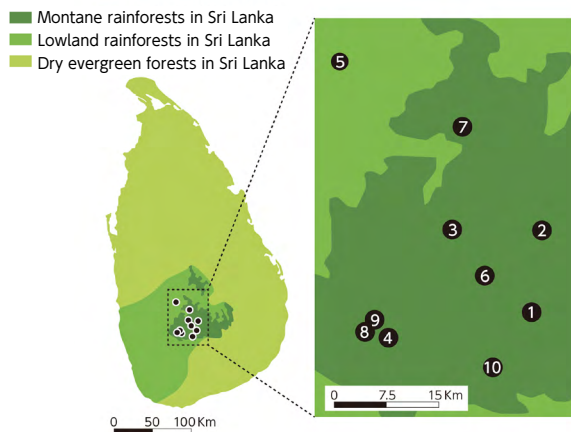 Montane rainforests in Sri Lanka
Lowland rainforests in Sri Lanka
Dry evergreen forests in Sri Lanka
5
7
3
2
6
1
9
8
4
10
0 7.5 15 Km
0 50 100 Km